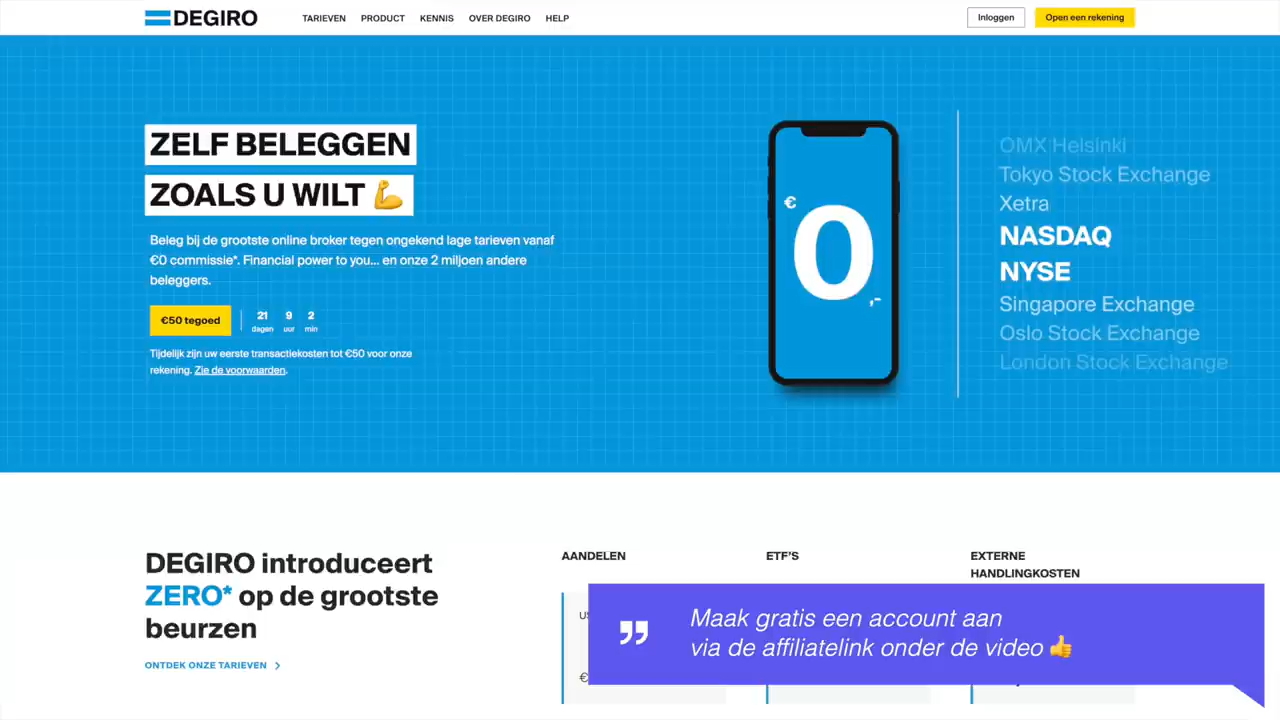 DEGIRO
TARIEVEN PRODUCT KENNIS OVER DEGIRO HELP
Inloggen
Open een rekening
ZELF BELEGGEN
ZOALS U WILT 💪
Beleg bij de grootste online broker tegen ongekend lage tarieven vanaf
€0 commissie*. Financial power to you... en onze 2 miljoen andere
beleggers.
€50 tegoed
21 9 2
dagen uur min
Tijdelijk zijn uw eerste transactiekosten tot €50 voor onze
rekening. Zie de voorwaarden.
€0,-
OMX Helsinki
Tokyo Stock Exchange
Xetra
NASDAQ
NYSE
Singapore Exchange
Oslo Stock Exchange
London Stock Exchange
DEGIRO introduceert
ZERO* op de grootste
beurzen
ONTDEK ONZE TARIEVEN
AANDELEN
ETF'S
EXTERNE
HANDLINGKOSTEN
€
Maak gratis een account aan
via de affiliatelink onder de video 👍